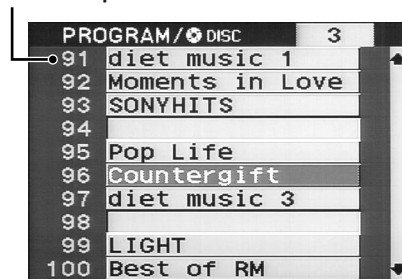 PROGRAM/ DISC 3
91 diet music 1
92 Moments in Love
93 SONYHITS
94
95 Pop Life
96 Countergift
97 diet music 3
98
99 LIGHT
100 Best of RM